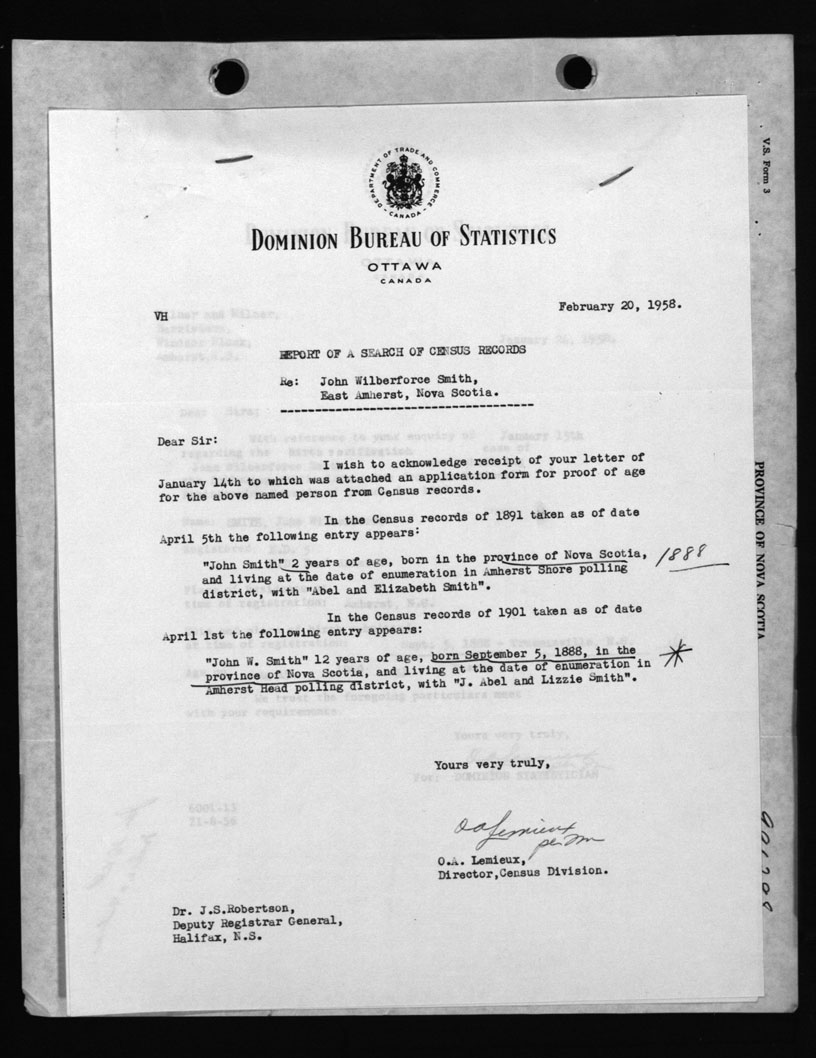 DEPARTMENT OF TRADE AND COMMERCE
- CANADA -
DOMINION BUREAU OF STATISTICS
OTTAWA
CANADA
VH
February 20, 1958.
REPORT OF A SEARCH OF CENSUS RECORDS
Re: John Wilberforce Smith,
East Amherst, Nova Scotia.
Dear Sir:
I wish to acknowledge receipt of your letter of
January 14th to which was attached an application form for proof of age
for the above named person from Census records.
In the Census records of 1891 taken as of date
April 5th the following entry appears:
"John Smith" 2 years of age, born in the province of Nova Scotia,
and living at the date of enumeration in Amherst Shore polling
district, with "Abel and Elizabeth Smith".
1888
In the Census records of 1901 taken as of date
April 1st the following entry appears:
"John W. Smith" 12 years of age, born September 5, 1888, in the
province of Nova Scotia, and living at the date of enumeration in
Amherst Head polling district, with "J. Abel and Lizzie Smith".
Yours very truly,
O A Lemieux
per
O.A. Lemieux,
Director,Census Division.
Dr. J.S.Robertson,
Deputy Registrar General,
Halifax, N.S.
V.S. Form 3
PROVINCE OF NOVA SCOTIA